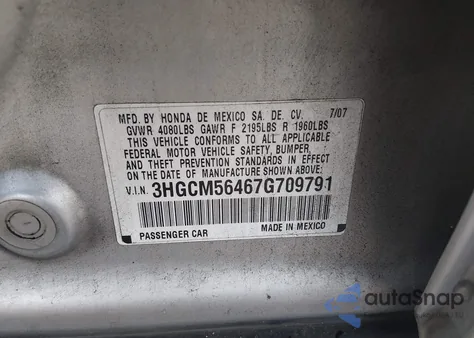 MFD. BY HONDA DE MEXICO SA. DE. CV. 7/07
GVWR 4080LBS GAWR F 2195LBS R 1960LBS
THIS VEHICLE CONFORMS TO ALL APPLICABLE
FEDERAL MOTOR VEHICLE SAFETY, BUMPER,
AND THEFT PREVENTION STANDARDS IN EFFECT
ON THE DATE OF MANUFACTURE SHOWN ABOVE.
V.I.N. 3HGCM56467G709791
PASSENGER CAR MADE IN MEXICO
autaSnap